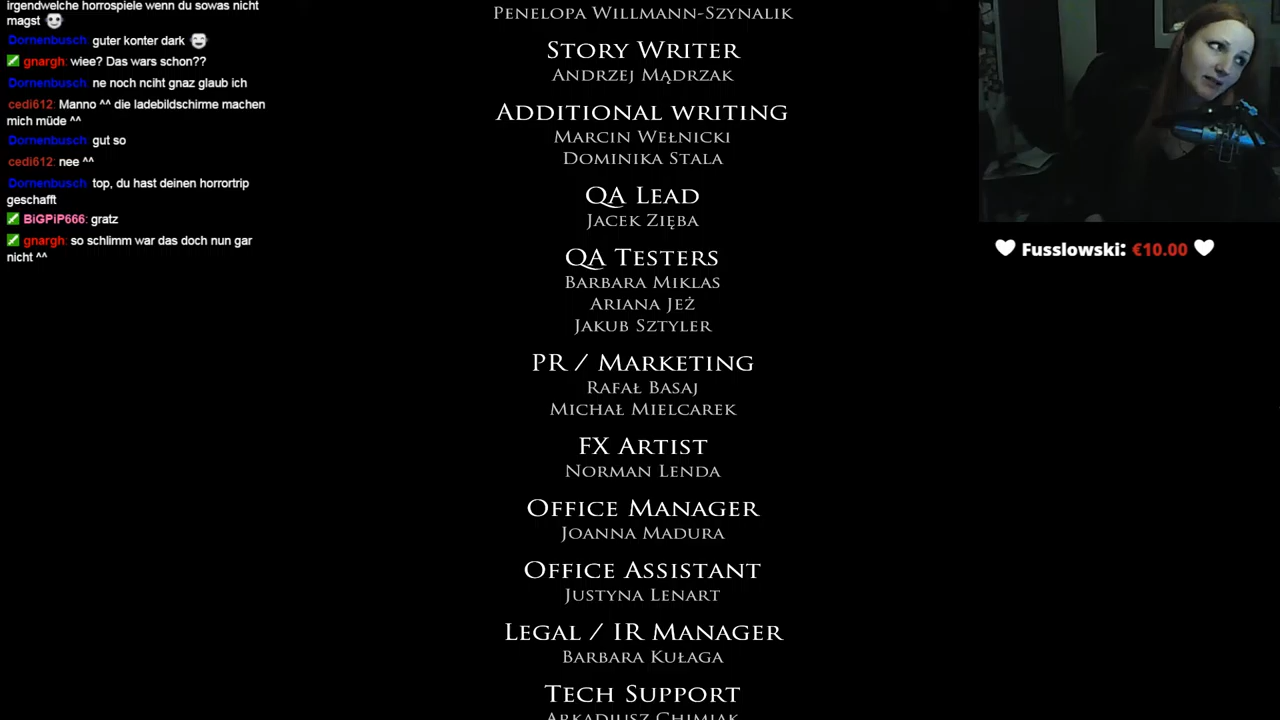 irgendwelche horrospiele wenn du sowas nicht
magst
Dornenbusch: guter konter dark
gnargh: wiee? Das wars schon??
Dornenbusch: ne noch nciht gnaz glaub ich
cedi612: Manno ^^ die ladebildschirme machen
mich müde ^^
Dornenbusch: gut so
cedi612: nee ^^
Dornenbusch: top, du hast deinen horrortrip
geschafft
BiGPiP666: gratz
gnargh: so schlimm war das doch nun gar
nicht ^^
Penelopa Willmann-Szynalik
Story Writer
Andrzej Mądrzak
Additional writing
Marcin Wełnicki
Dominika Stala
QA Lead
Jacek Zięba
QA Testers
Barbara Miklas
Ariana Jeż
Jakub Sztyler
PR / Marketing
Rafał Basaj
Michał Mielcarek
FX Artist
Norman Lenda
Office Manager
Joanna Madura
Office Assistant
Justyna Lenart
Legal / IR Manager
Barbara Kułaga
Tech Support
Arkadiusz Chimiak
Fusslowski: €10.00